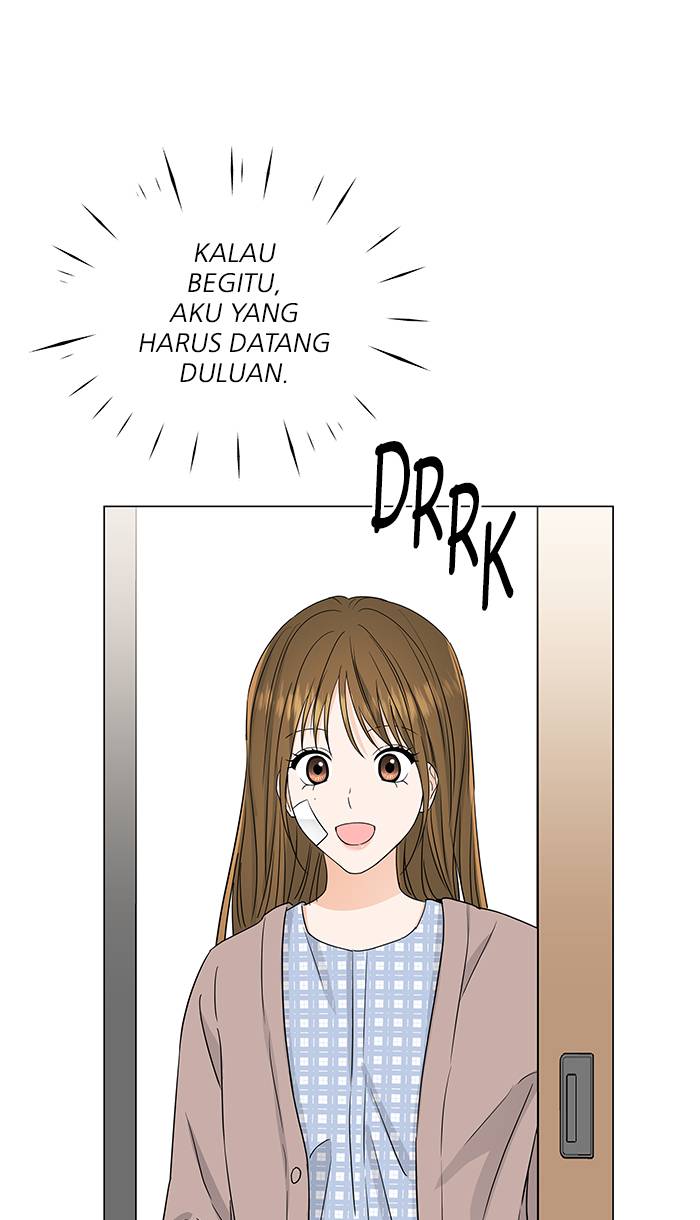 KALAU
BEGITU,
AKU YANG
HARUS DATANG
DULUAN.
DRRK